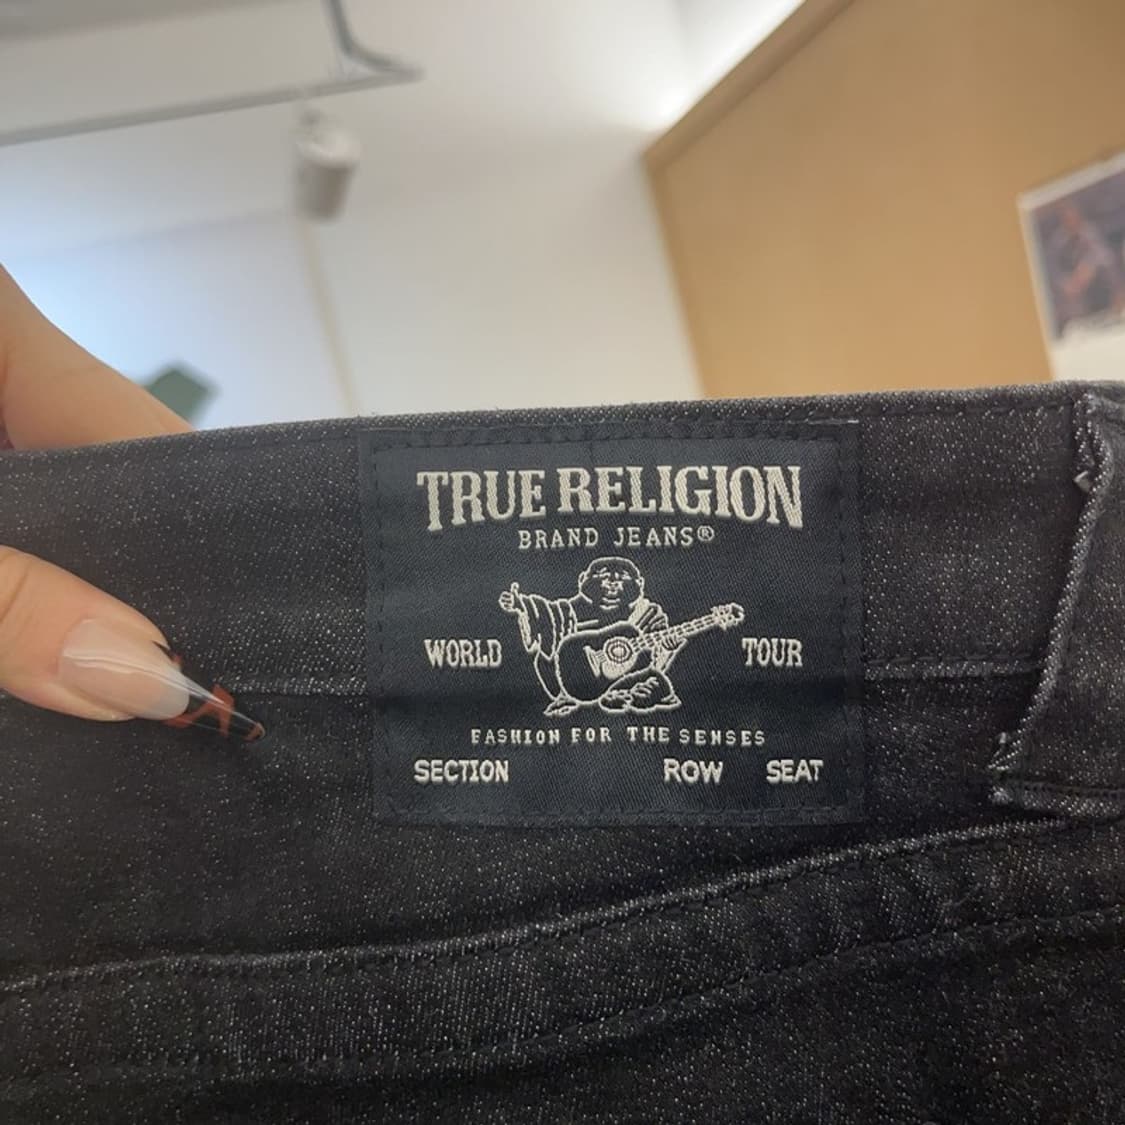 TRUE RELIGION
BRAND JEANS®
WORLD TOUR
FASHION FOR THE SENSES
SECTION ROW SEAT